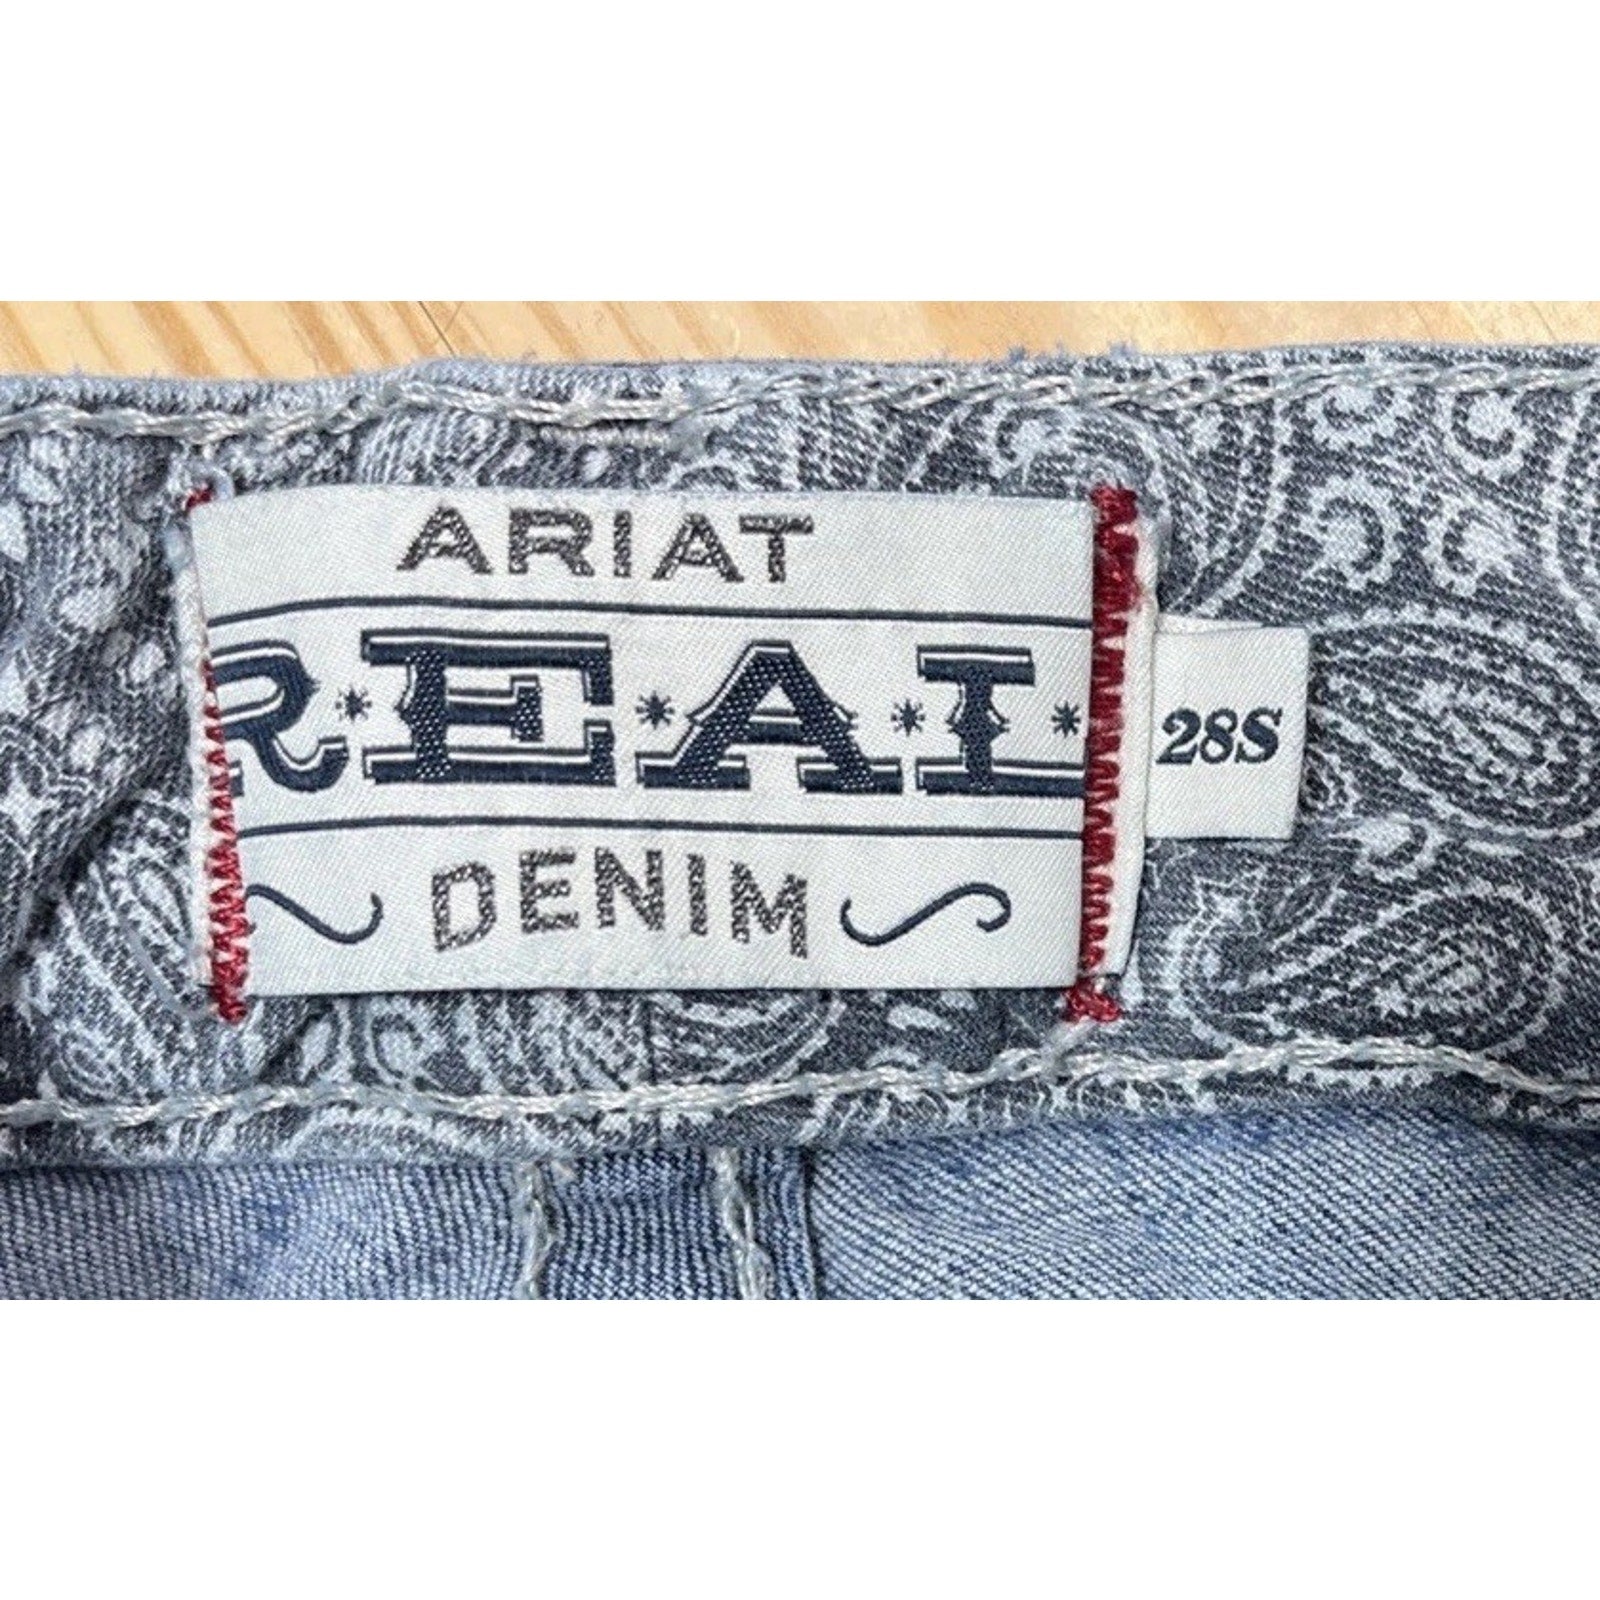 ARIAT
R.E.A.L.
DENIM
28S